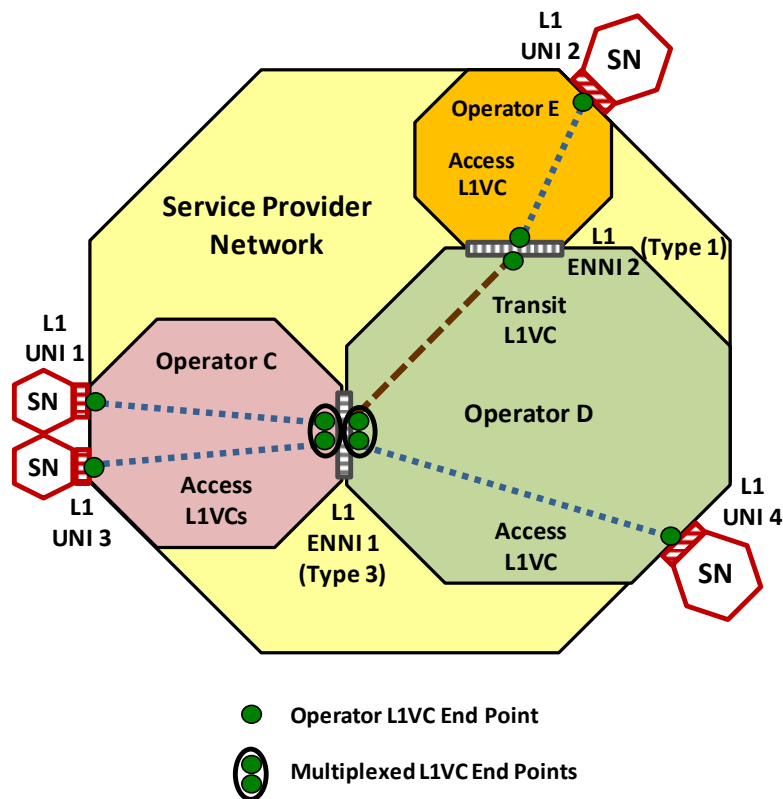 L1
UNI 2
SN
Operator E
Access
L1VC
Service Provider
Network
L1
ENNI 2
(Type 1)
Transit
L1VC
L1
UNI 1
SN
Operator C
Operator D
SN
L1
UNI 3
Access
L1VCs
L1
ENNI 1
(Type 3)
Access
L1VC
L1
UNI 4
SN
Operator L1VC End Point
Multiplexed L1VC End Points